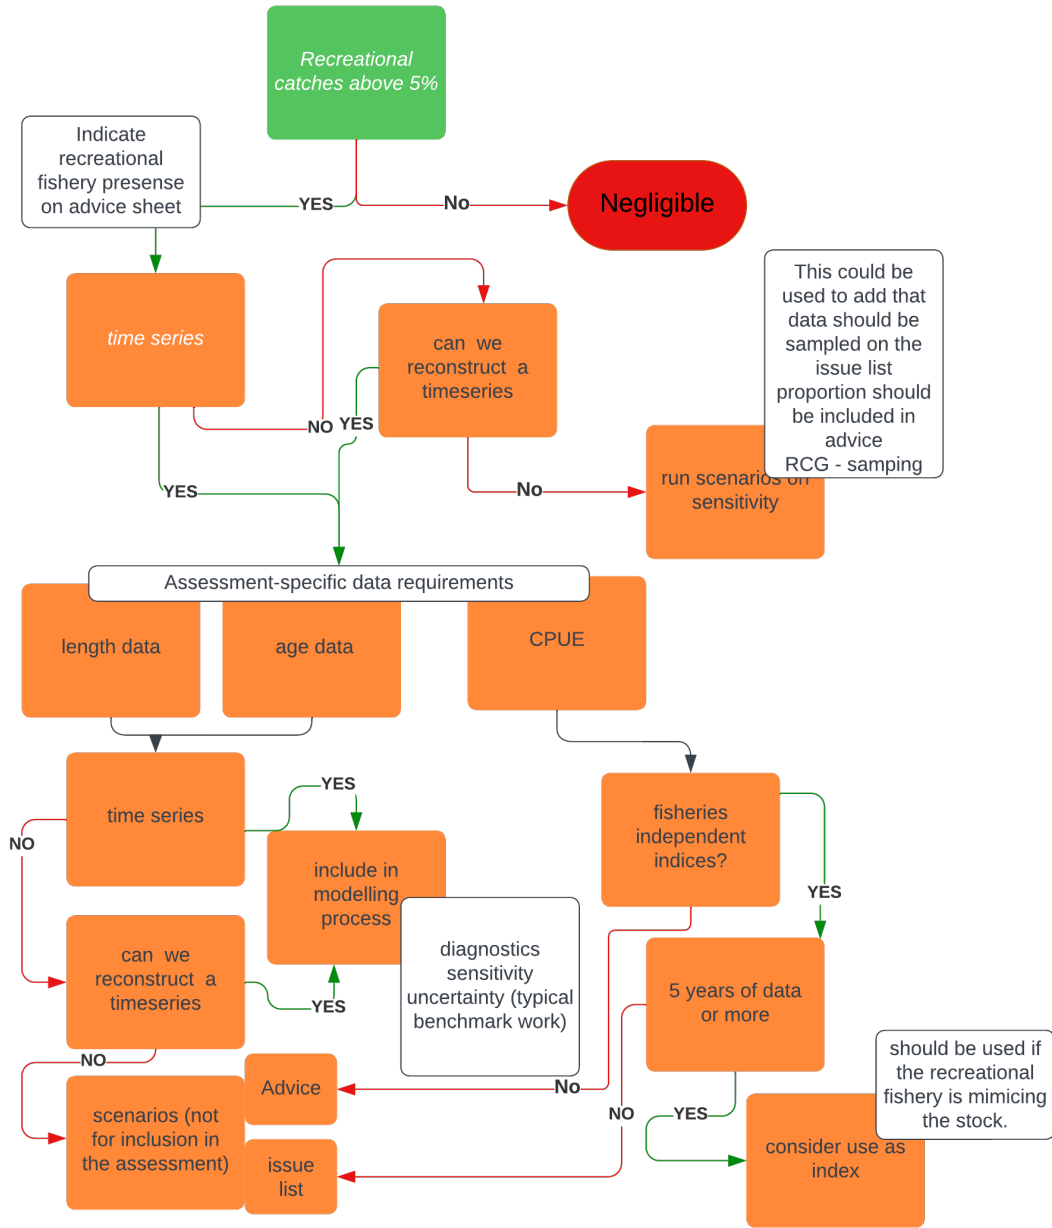 Recreational
catches above 5%
Indicate
recreational
fishery presense
on advice sheet
YES
No
Negligible
time series
can we
reconstruct a
timeseries
This could be
used to add that
data should be
sampled on the
issue list
proportion should
be included in
advice
RCG - samping
NO
YES
YES
No
run scenarios on
sensitivity
Assessment-specific data requirements
length data
age data
CPUE
time series
YES
NO
include in
modelling
process
fisheries
independent
indices?
YES
diagnostics
sensitivity
uncertainty (typical
benchmark work)
can we
reconstruct a
timeseries
YES
5 years of data
or more
NO
Advice
No
NO
YES
should be used if
the recreational
fishery is mimicing
the stock.
scenarios (not
for inclusion in
the assessment)
issue
list
consider use as
index